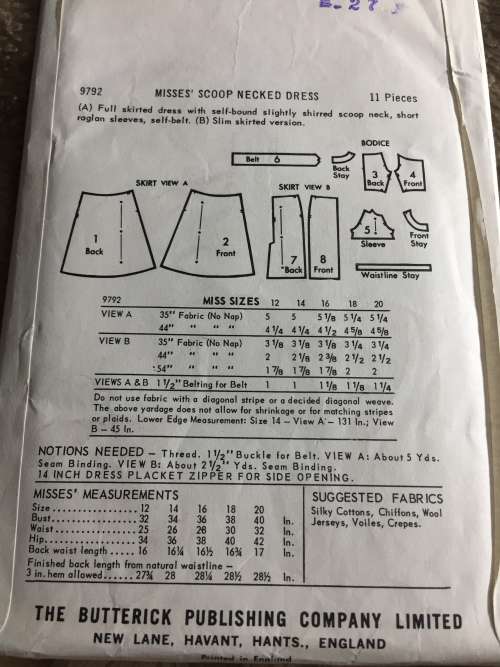 9792 MISSES' SCOOP NECKED DRESS 11 Pieces
(A) Full skirted dress with self-bound slightly shirred scoop neck, short
raglan sleeves, self-belt. (B) Slim skirted version.
BODICE
Belt 6
Back Stay
3 Back
4 Front
SKIRT VIEW A
SKIRT VIEW B
1 Back
2 Front
7 Back
8 Front
5 Sleeve
Front Stay
Waistline Stay
9792 MISS SIZES 12 14 16 18 20
VIEW A 35" Fabric (No Nap) 5 5 5 1/8 5 1/4 5 1/4
44" " " " 4 1/4 4 1/4 4 1/2 4 5/8 4 5/8
VIEW B 35" Fabric (No Nap) 3 1/8 3 1/8 3 1/8 3 1/4 3 1/4
44" " " " 2 2 1/8 2 3/8 2 1/2 2 1/2
54" " " " 1 7/8 1 7/8 1 7/8 2 2
VIEWS A & B 1 1/2" Belting for Belt 1 1 1 1/8 1 1/8 1 1/4
Do not use fabric with a diagonal stripe or a decided diagonal weave.
The above yardage does not allow for shrinkage or for matching stripes
or plaids. Lower Edge Measurement: Size 14 - View A - 131 In.; View
B - 45 In.
NOTIONS NEEDED - Thread. 1 1/2" Buckle for Belt. VIEW A: About 5 Yds.
Seam Binding. VIEW B: About 2 1/2 Yds. Seam Binding.
14 INCH DRESS PLACKET ZIPPER FOR SIDE OPENING.
MISSES' MEASUREMENTS
Size................ 12 14 16 18 20
Bust................ 32 34 36 38 40 In.
Waist............... 25 26 28 30 32 In.
Hip................. 34 36 38 40 42 In.
Back waist length ..... 16 16¼ 16½ 16¾ 17 In.
Finished back length from natural waistline -
3 in. hem allowed...... 27¾ 28 28¼ 28½ 28½ In.
SUGGESTED FABRICS
Silky Cottons, Chiffons, Wool
Jerseys, Voiles, Crepes.
THE BUTTERICK PUBLISHING COMPANY LIMITED
NEW LANE, HAVANT, HANTS., ENGLAND
Printed in England